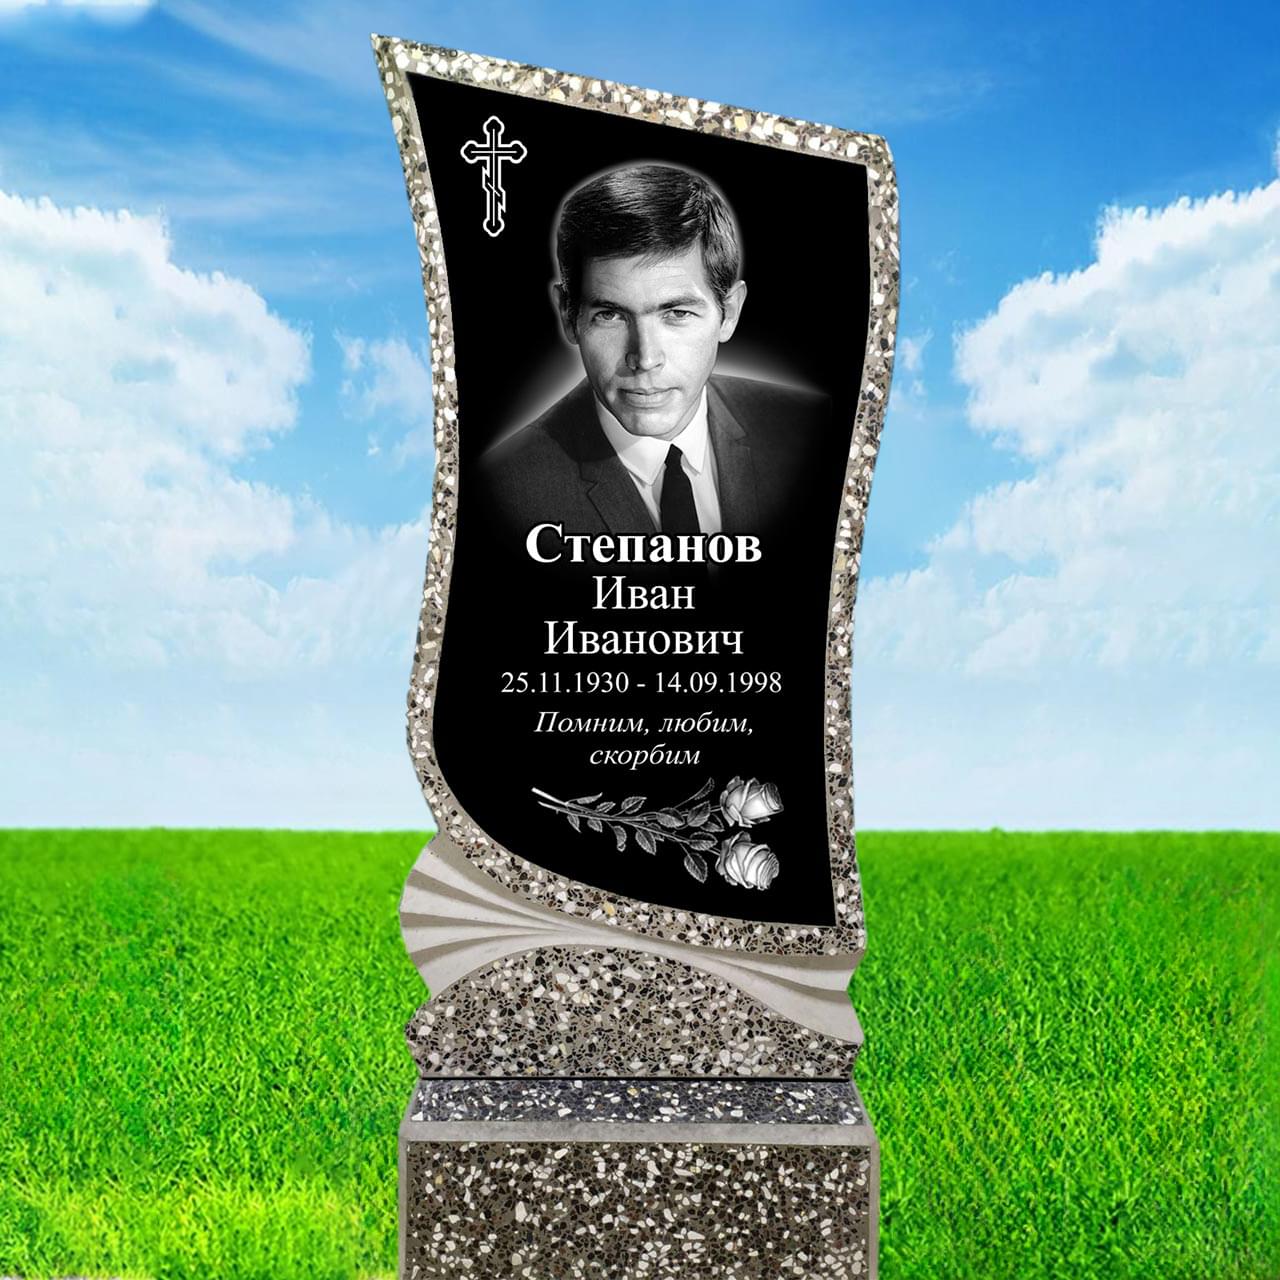 Степанов
Иван
Иванович
25.11.1930 - 14.09.1998
Помним, любим,
скорбим